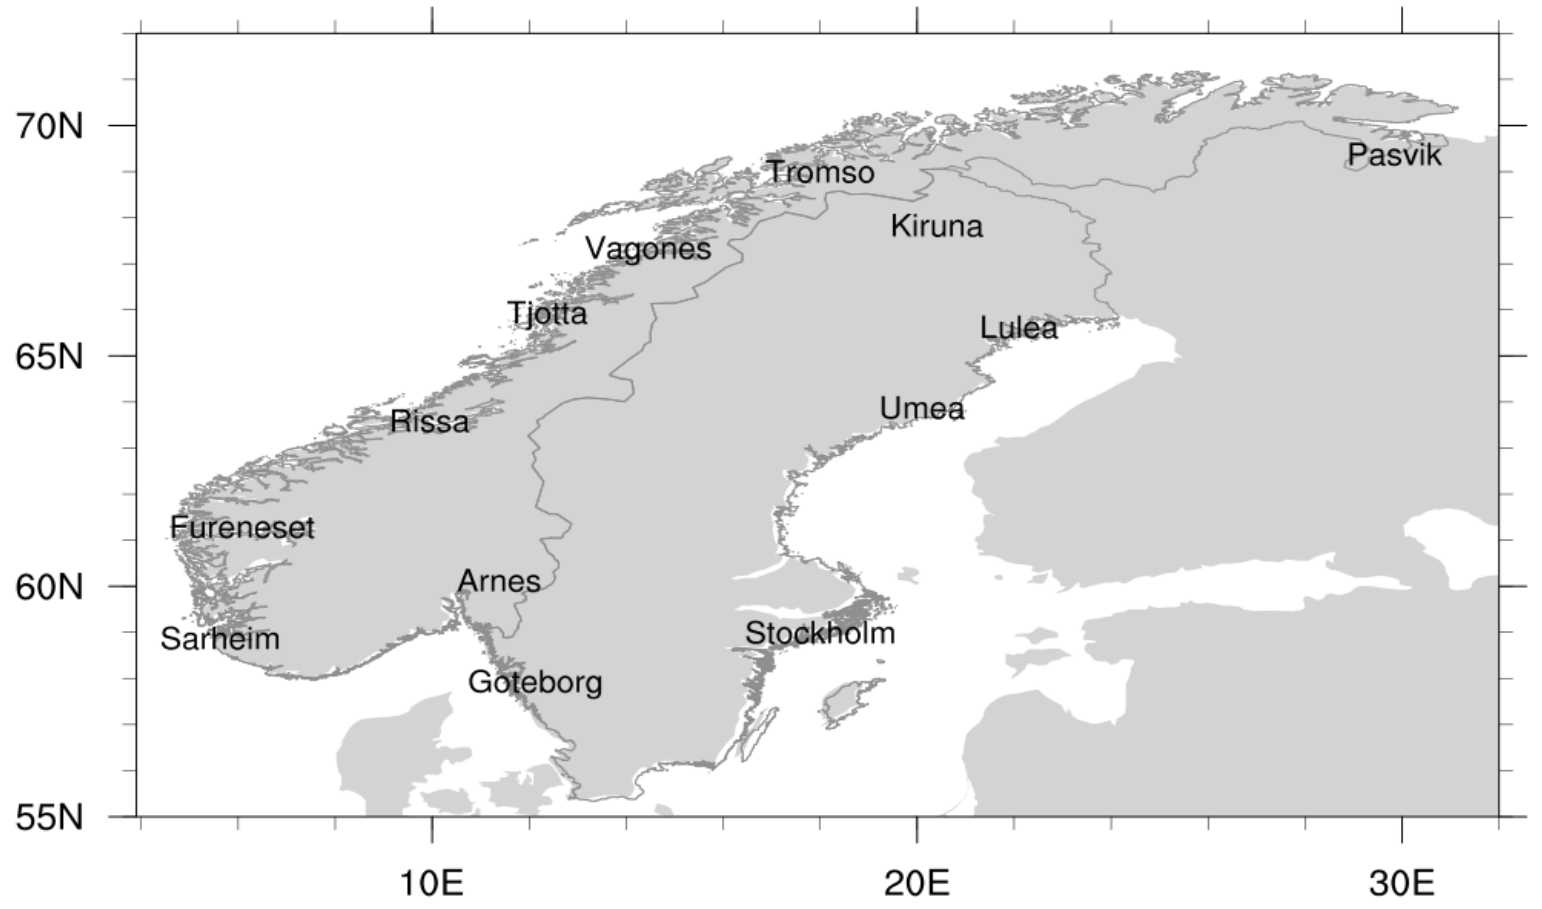 70N
Pasvik
Tromso
Kiruna
Vagones
Tjotta
Lulea
65N
Umea
Rissa
Fureneset
Arnes
60N
Stockholm
Sarheim
Goteborg
55N
10E
20E
30E